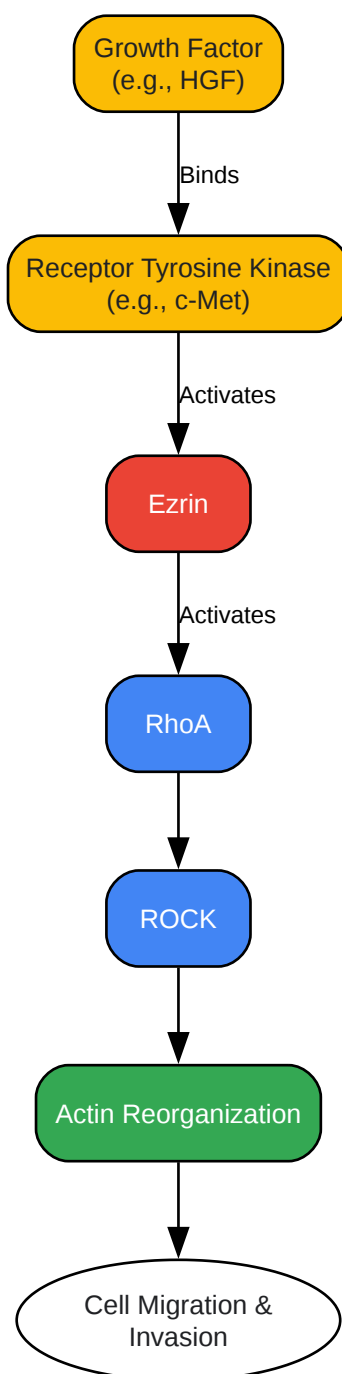 Growth Factor
(e.g., HGF)
Binds
Receptor Tyrosine Kinase
(e.g., c-Met)
Activates
Ezrin
Activates
RhoA
ROCK
Actin Reorganization
Cell Migration &
Invasion